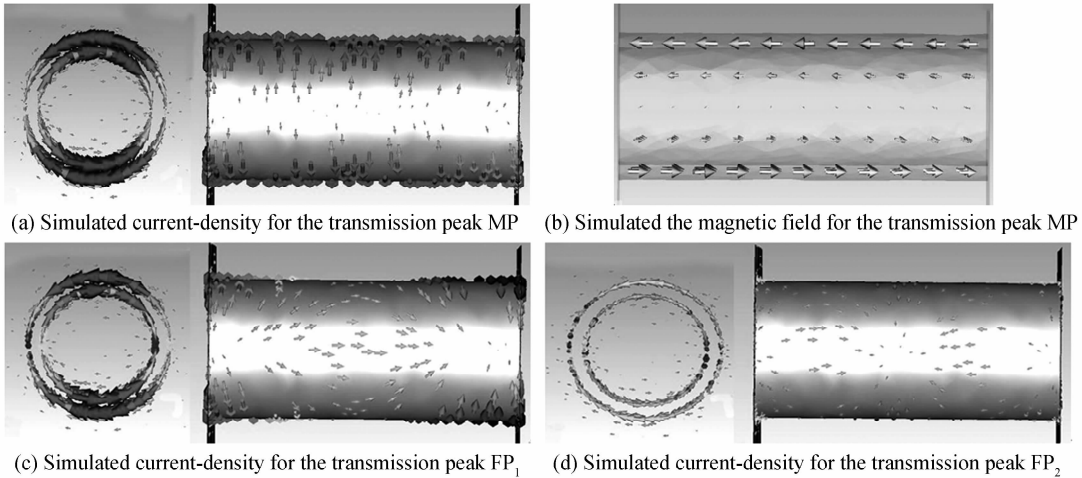 (a) Simulated current-density for the transmission peak MP
(b) Simulated the magnetic field for the transmission peak MP
(c) Simulated current-density for the transmission peak FP₁
(d) Simulated current-density for the transmission peak FP₂